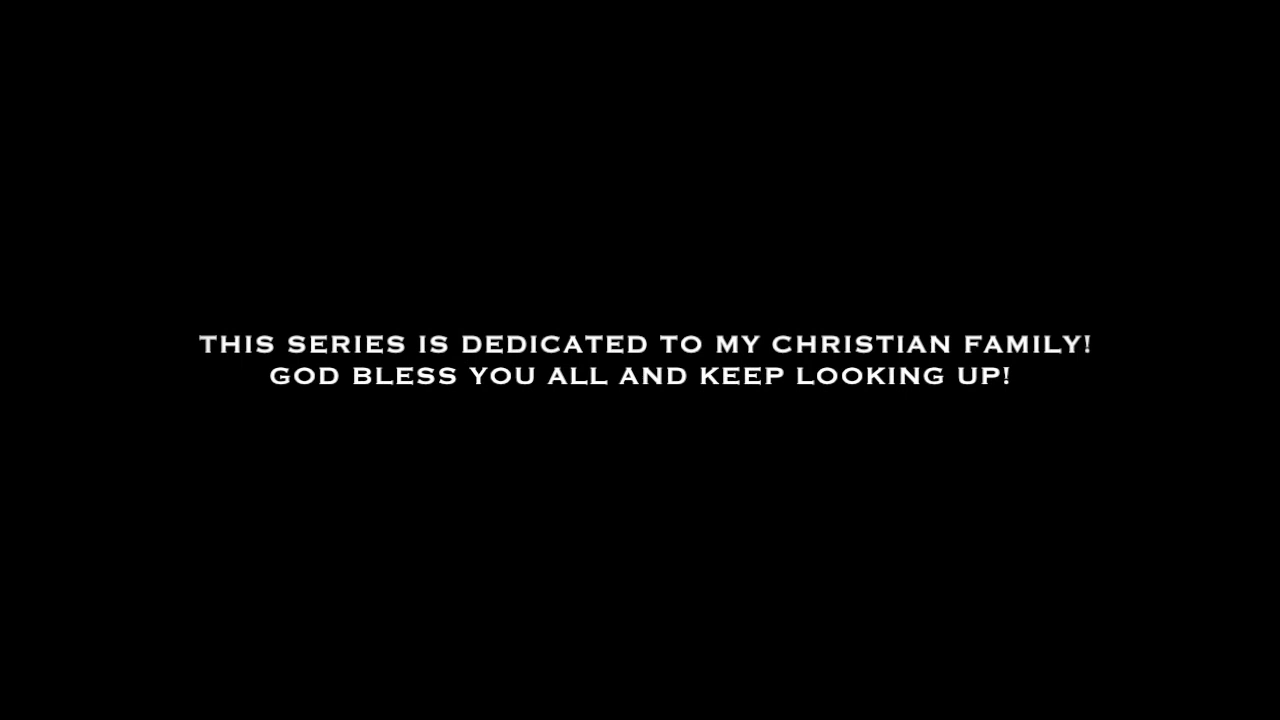 THIS SERIES IS DEDICATED TO MY CHRISTIAN FAMILY!
GOD BLESS YOU ALL AND KEEP LOOKING UP!